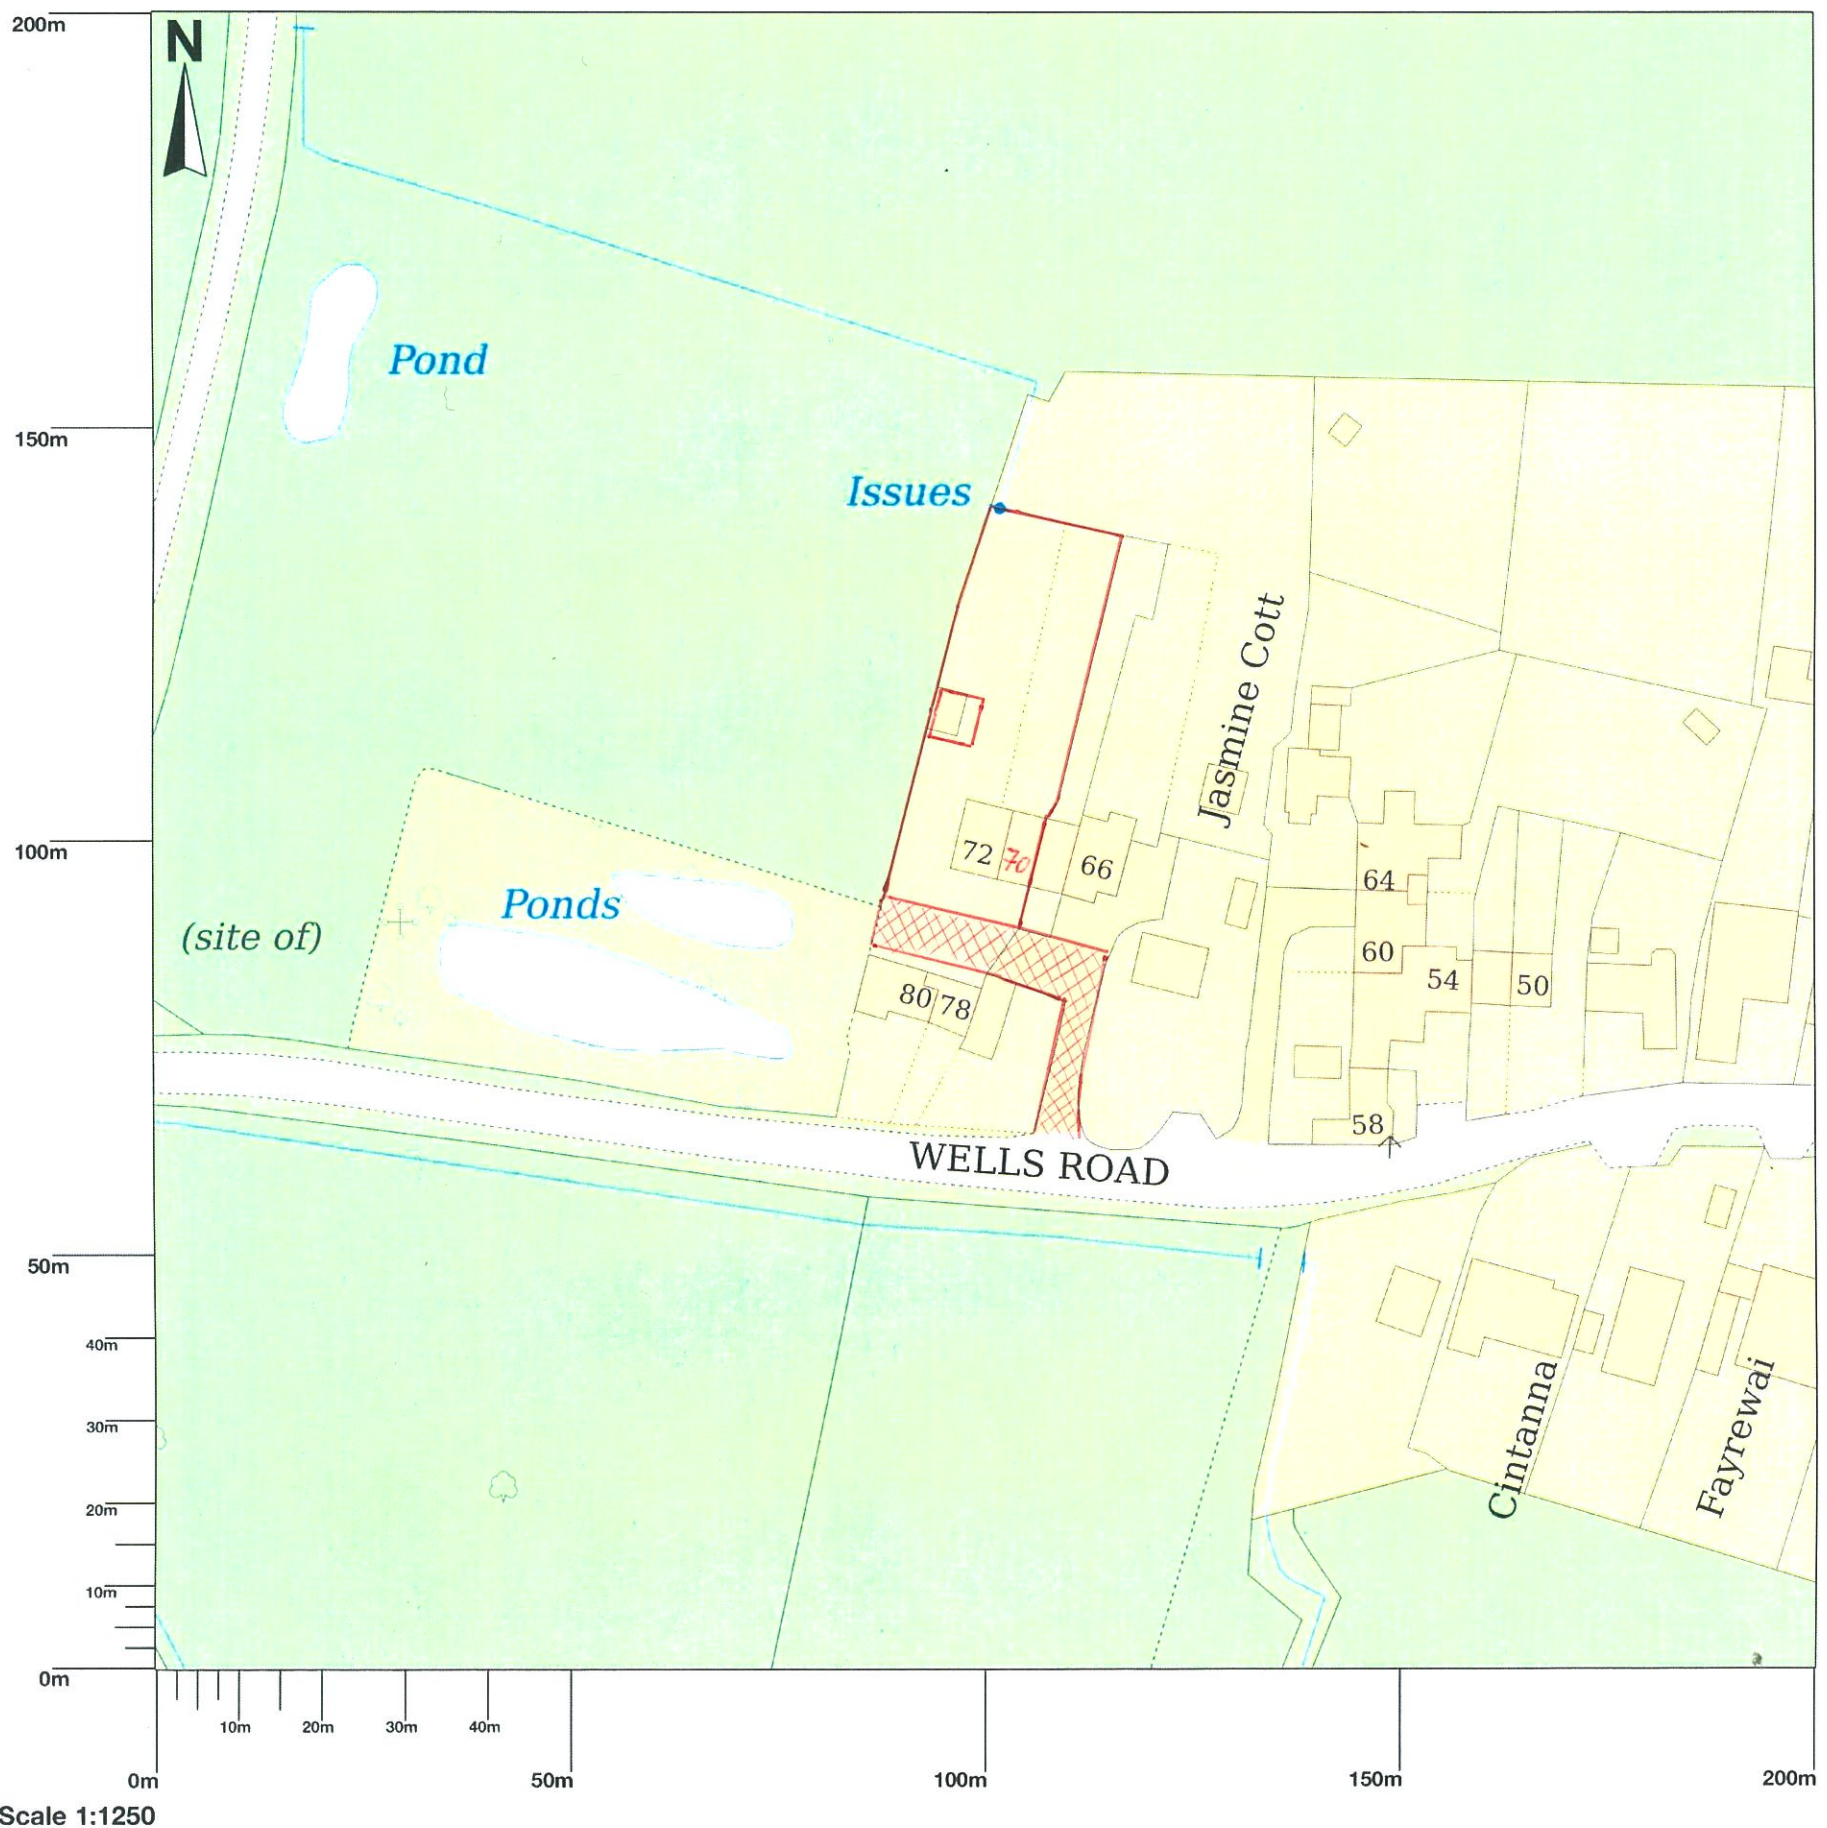 200m
N
Pond
150m
Issues
Jasmine Cott
100m
72
70
66
64
Ponds
(site of)
60
54
50
80
78
58
WELLS ROAD
50m
40m
30m
Cintanna
Fayrewai
20m
10m
0m
10m
20m
30m
40m
0m
50m
100m
150m
200m
Scale 1:1250